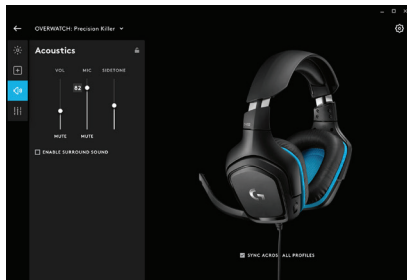 OVERWATCH: Precision Killer
Acoustics
VOL MIC SIDETONE
82
MUTE MUTE
ENABLE SURROUND SOUND
SYNC ACROSS ALL PROFILES